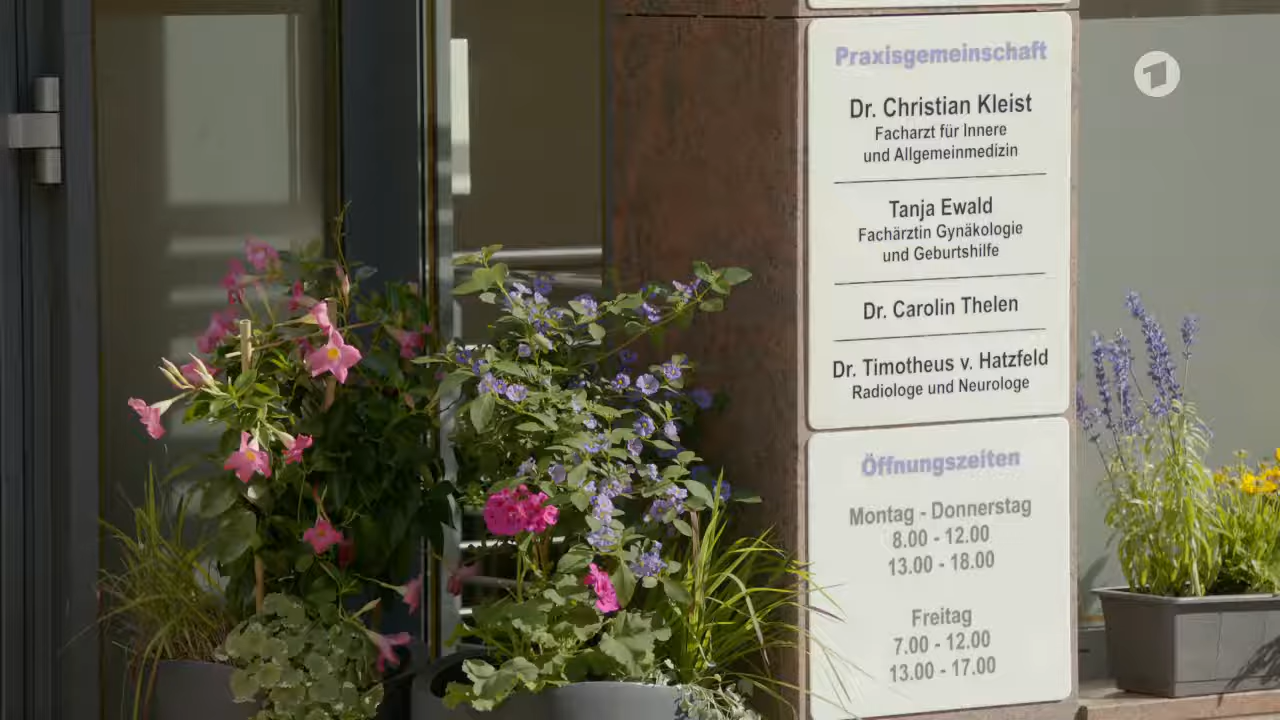 Praxisgemeinschaft
Dr. Christian Kleist
Facharzt für Innere
und Allgemeinmedizin
Tanja Ewald
Fachärztin Gynäkologie
und Geburtshilfe
Dr. Carolin Thelen
Dr. Timotheus v. Hatzfeld
Radiologe und Neurologe
Öffnungszeiten
Montag - Donnerstag
8.00 - 12.00
13.00 - 18.00
Freitag
7.00 - 12.00
13.00 - 17.00
1